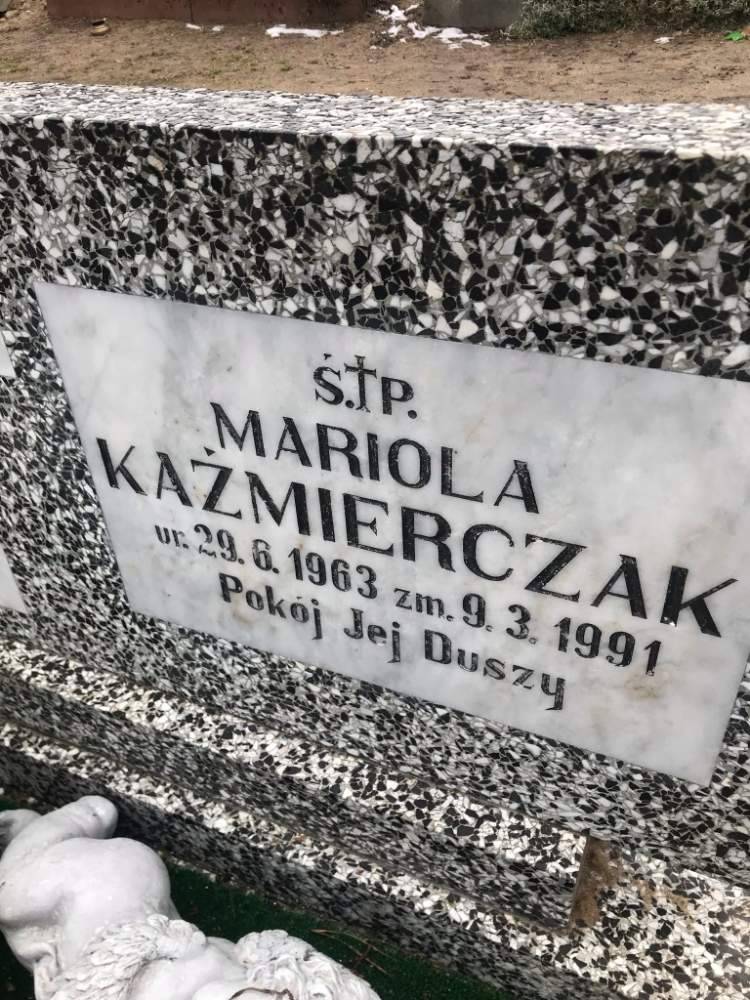 Ś.†P.
MARIOLA
KAŹMIERCZAK
ur. 29. 6. 1963 zm. 9. 3. 1991
Pokój Jej Duszy